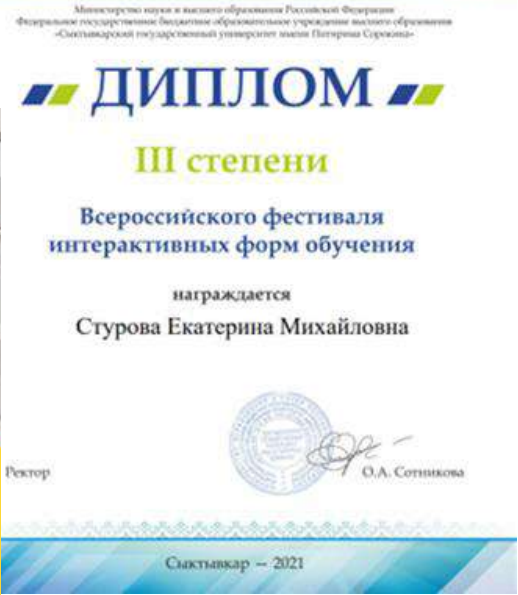 Министерство науки и высшего образования Российской Федерации
Федеральное государственное бюджетное образовательное учреждение высшего образования
«Сыктывкарский государственный университет имени Питирима Сорокина»
ДИПЛОМ
III степени
Всероссийского фестиваля
интерактивных форм обучения
награждается
Стурова Екатерина Михайловна
Ректор
О.А. Сотникова
Сыктывкар — 2021